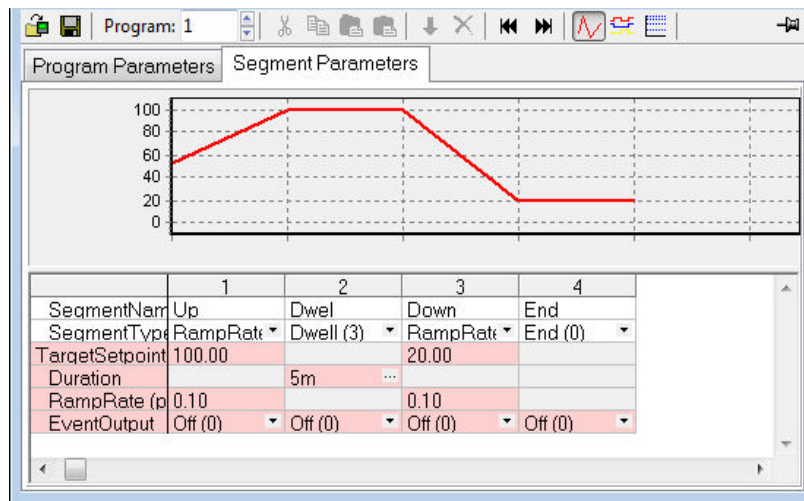 Program: 1
Program Parameters Segment Parameters
100
80
60
40
20
0
1 2 3 4
SegmentNam Up Dwel Down End
SegmentType RampRate Dwell (3) RampRate End (0)
TargetSetpoint 100.00 20.00
Duration 5m ...
RampRate (p 0.10 0.10
EventOutput Off (0) Off (0) Off (0) Off (0)